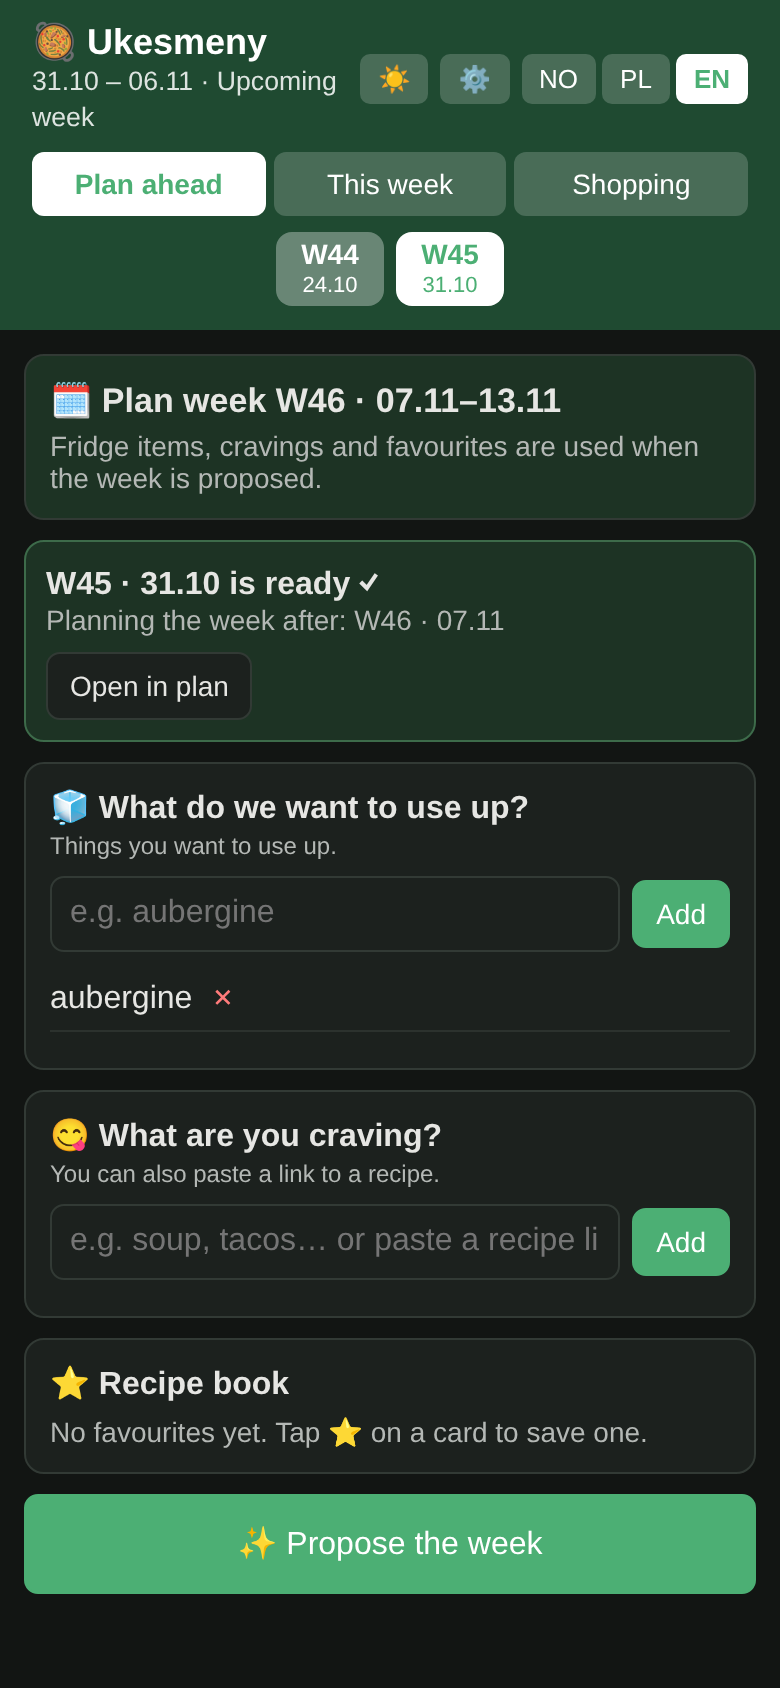 Ukesmeny
31.10 – 06.11 · Upcoming
week
NO PL EN
Plan ahead This week Shopping
W44 W45
24.10 31.10
Plan week W46 · 07.11–13.11
Fridge items, cravings and favourites are used when
the week is proposed.
W45 · 31.10 is ready ✓
Planning the week after: W46 · 07.11
Open in plan
What do we want to use up?
Things you want to use up.
e.g. aubergine Add
aubergine ✕
What are you craving?
You can also paste a link to a recipe.
e.g. soup, tacos… or paste a recipe li Add
⭐ Recipe book
No favourites yet. Tap ⭐ on a card to save one.
✨ Propose the week